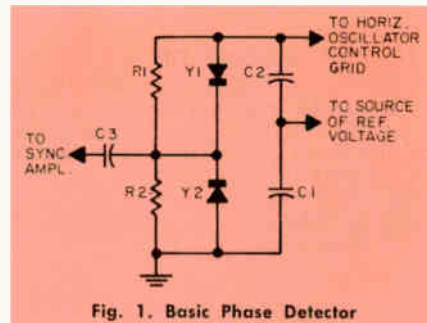 TO HORIZ.
OSCILLATOR
CONTROL
GRID
R1
Y1
C2
TO SOURCE
OF REF.
VOLTAGE
C3
TO
SYNC
AMPL.
R2
Y2
C1
Fig. 1. Basic Phase Detector